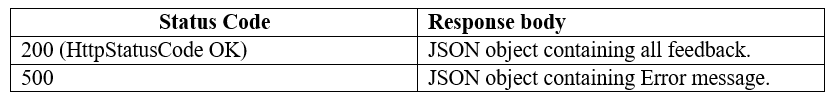 Status Code Response body
200 (HttpStatusCode OK) JSON object containing all feedback.
500 JSON object containing Error message.